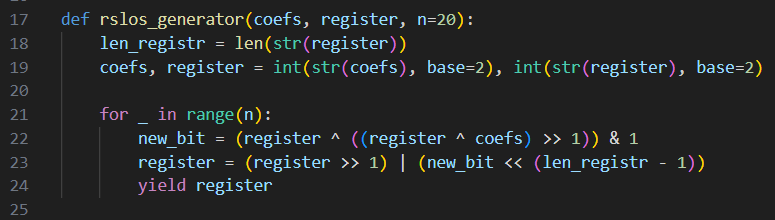 17 def rslos_generator(coefs, register, n=20):
18     len_registr = len(str(register))
19     coefs, register = int(str(coefs), base=2), int(str(register), base=2)
20
21     for _ in range(n):
22         new_bit = (register ^ ((register ^ coefs) >> 1)) & 1
23         register = (register >> 1) | (new_bit << (len_registr - 1))
24         yield register
25